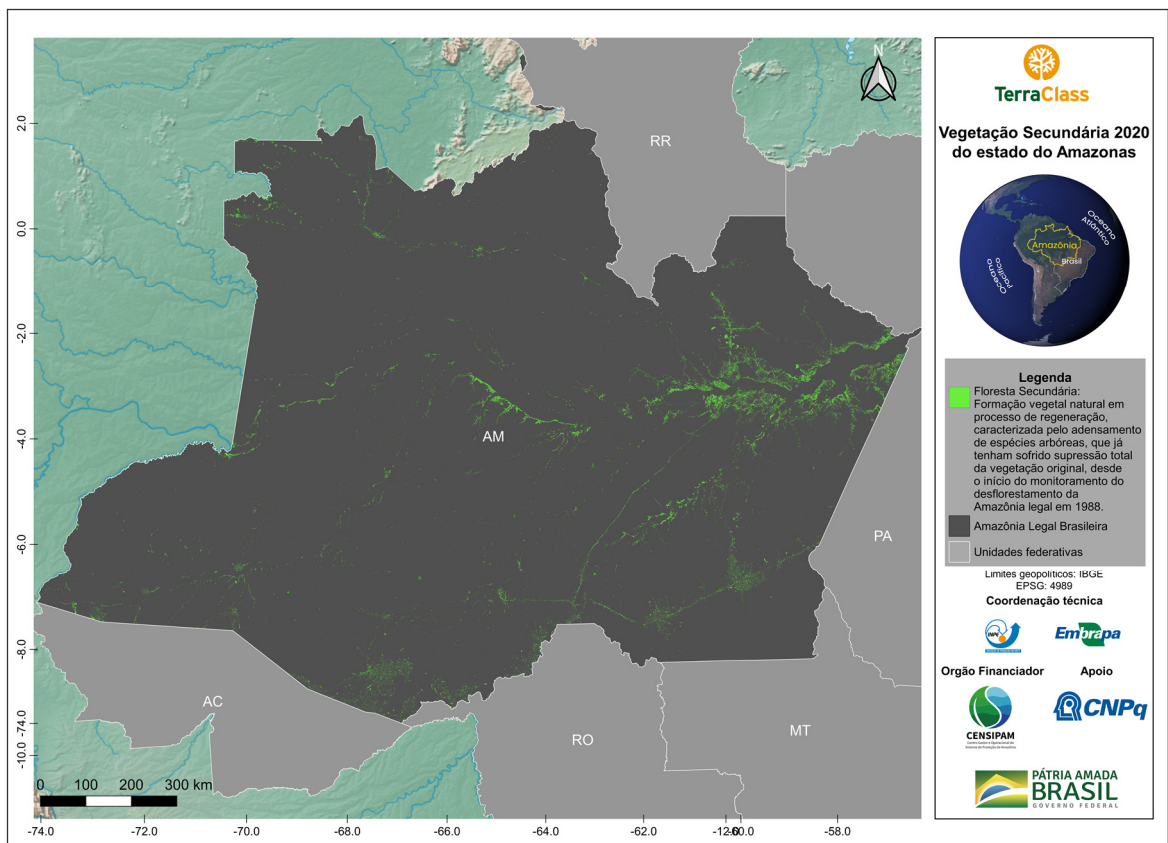 N
RR
AM
PA
AC
RO
MT
2.0
0.0
-2.0
-4.0
-6.0
-8.0
-10.0 -74.0
0 100 200 300 km
-74.0 -72.0 -70.0 -68.0 -66.0 -64.0 -62.0 -58.0
TerraClass
Vegetação Secundária 2020
do estado do Amazonas
Oceano
Atlântico
Amazônia
Brasil
Oceano
Pacífico
Legenda
Floresta Secundária:
Formação vegetal natural em
processo de regeneração,
caracterizada pelo adensamento
de espécies arbóreas, que já
tenham sofrido supressão total
da vegetação original, desde
o início do monitoramento do
desflorestamento da
Amazônia legal em 1988.
Amazônia Legal Brasileira
Unidades federativas
Limites geopolíticos: IBGE
EPSG: 4989
Coordenação técnica
INPE
Embrapa
Orgão Financiador Apoio
CENSIPAM
CNPq
PÁTRIA AMADA
BRASIL
GOVERNO FEDERAL